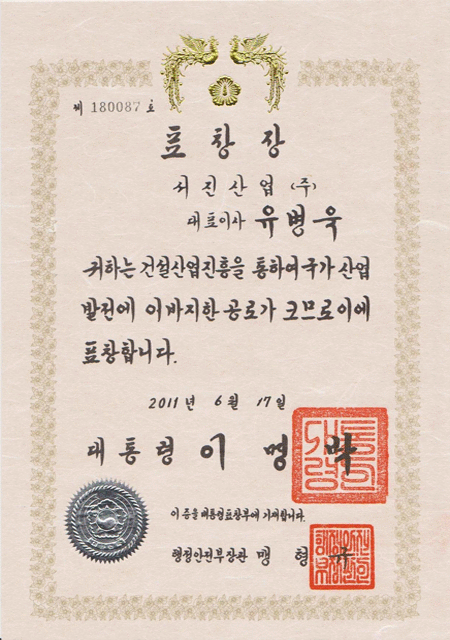 제 180087 호
표창장
서진산업 (주)
대표이사 유병욱
귀하는 건설산업진흥을 통하여 국가 산업
발전에 이바지한 공로가 크므로 이에
표창합니다.
2011년 6월 17일
대통령 이명박
이 증을 대통령표창부에 기재합니다.
행정안전부장관 맹형규